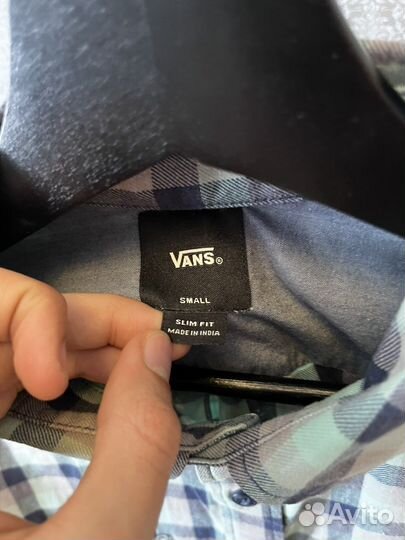 VANS®
SMALL
SLIM FIT
MADE IN INDIA
Avito